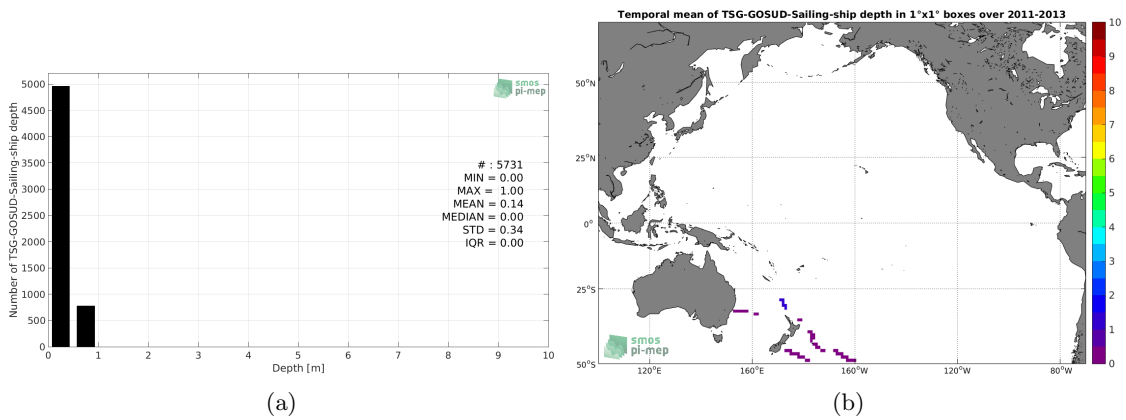 Temporal mean of TSG-GOSUD-Sailing-ship depth in 1°x1° boxes over 2011-2013
Number of TSG-GOSUD-Sailing-ship depth
5000
4500
4000
3500
3000
2500
2000
1500
1000
500
0
smos
pi-mep
# : 5731
MIN = 0.00
MAX = 1.00
MEAN = 0.14
MEDIAN = 0.00
STD = 0.34
IQR = 0.00
0 1 2 3 4 5 6 7 8 9 10
Depth [m]
(a)
50°N
25°N
0°
25°S
50°S
smos
pi-mep
120°E 160°E 160°W 120°W 80°W
10
9
8
7
6
5
4
3
2
1
0
(b)